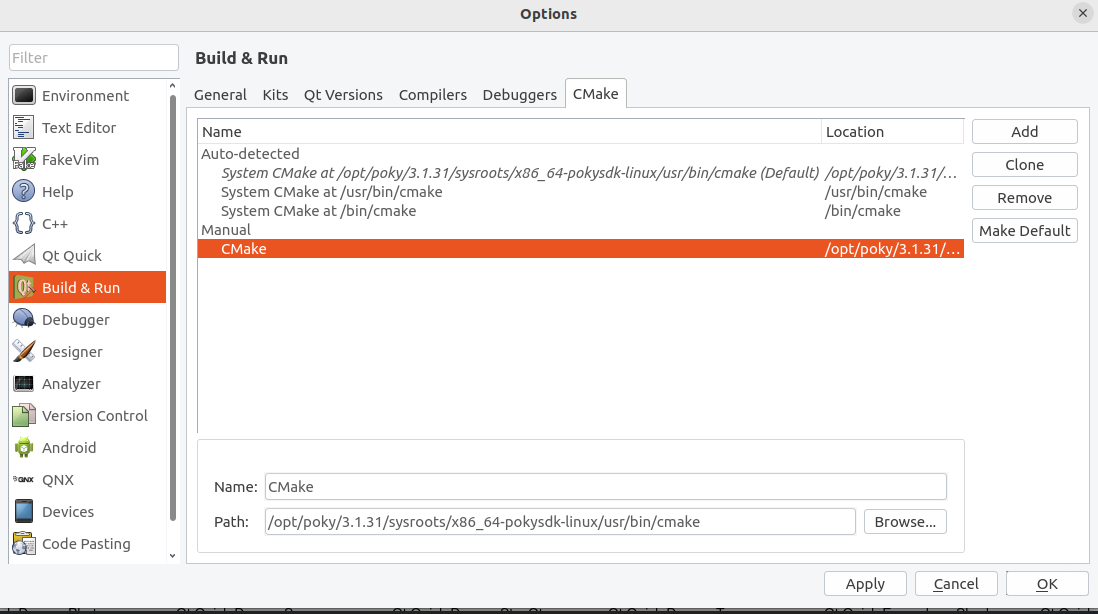 Options
Filter
Build & Run
Environment
Text Editor
FakeVim
Help
C++
Qt Quick
Build & Run
Debugger
Designer
Analyzer
Version Control
Android
QNX
Devices
Code Pasting
General Kits Qt Versions Compilers Debuggers CMake
Name Location
Auto-detected
System CMake at /opt/poky/3.1.31/sysroots/x86_64-pokysdk-linux/usr/bin/cmake (Default) /opt/poky/3.1.31/...
System CMake at /usr/bin/cmake /usr/bin/cmake
System CMake at /bin/cmake /bin/cmake
Manual
CMake /opt/poky/3.1.31/...
Add
Clone
Remove
Make Default
Name: CMake
Path: /opt/poky/3.1.31/sysroots/x86_64-pokysdk-linux/usr/bin/cmake Browse...
Apply Cancel OK